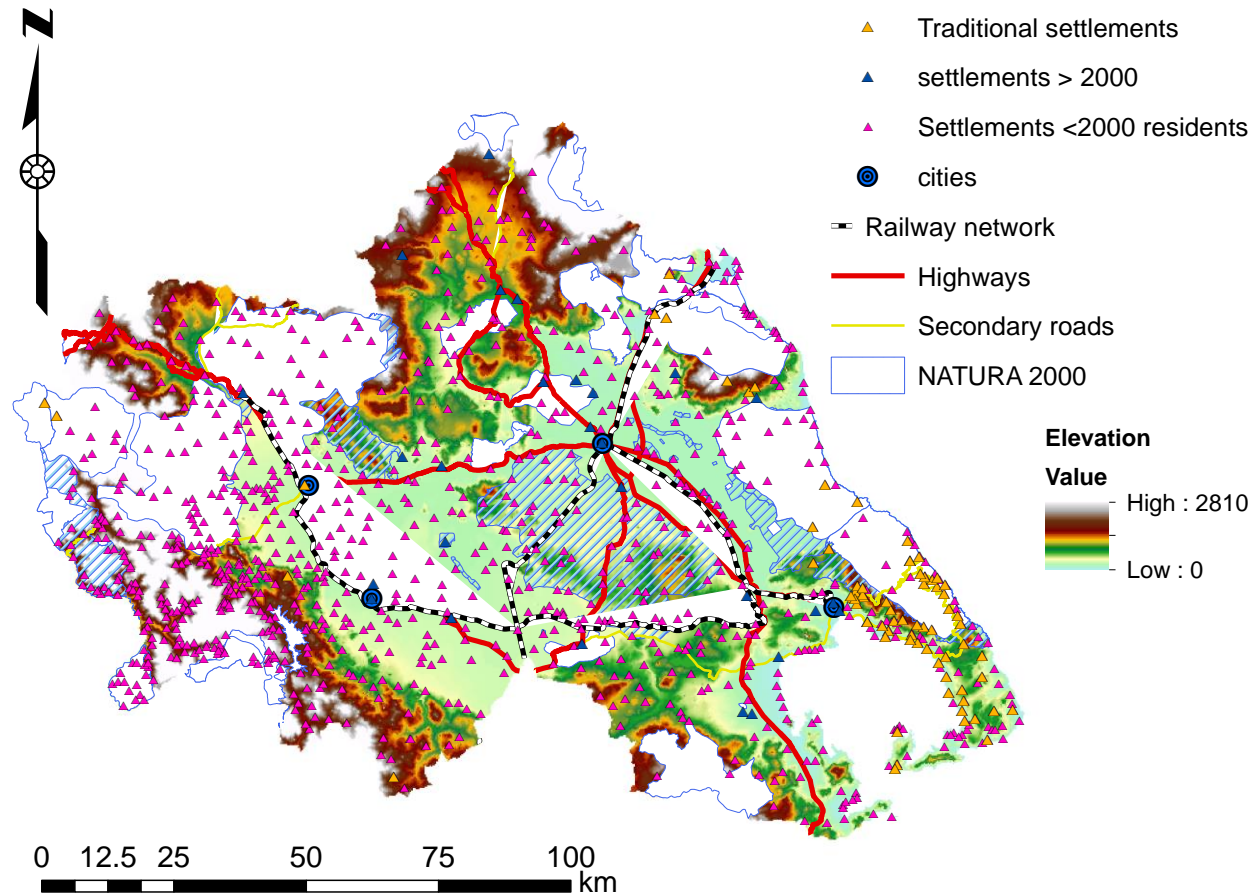 N
Traditional settlements
settlements > 2000
Settlements <2000 residents
cities
Railway network
Highways
Secondary roads
NATURA 2000
Elevation
Value
High : 2810
Low : 0
0 12.5 25 50 75 100
km